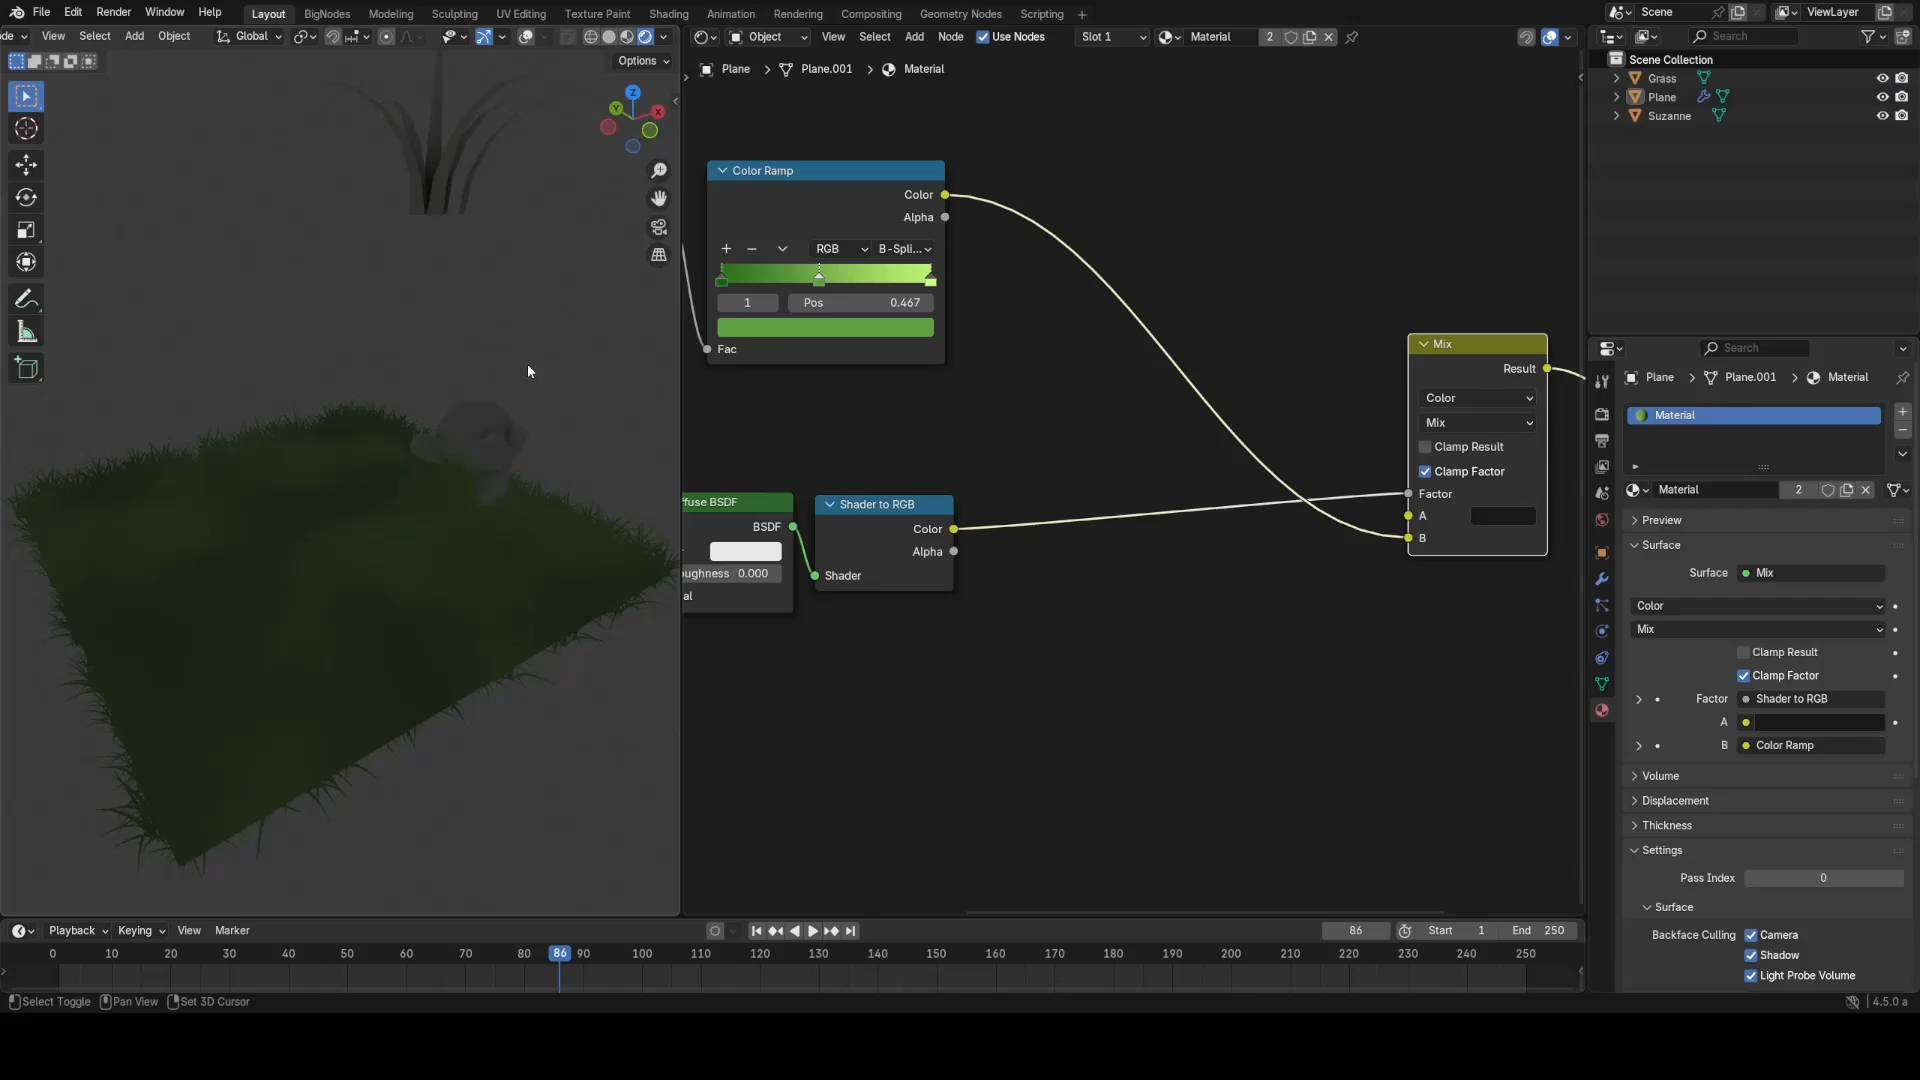 File Edit Render Window Help Layout BigNodes Modeling Sculpting UV Editing Texture Paint Shading Animation Rendering Compositing Geometry Nodes Scripting Scene ViewLayer
ode View Select Add Object Global
Object View Select Add Node Use Nodes Slot 1 Material 2
Search
Options
Plane > Plane.001 > Material
Z
Y
X
Scene Collection
Grass
Plane
Suzanne
Color Ramp
Color
Alpha
RGB B-Spli...
1 Pos 0.467
Fac
Mix
Result
Color
Mix
Clamp Result
Clamp Factor
Factor
A
B
ffuse BSDF
BSDF
oughness 0.000
al
Shader to RGB
Color
Alpha
Shader
Search
Plane > Plane.001 > Material
Material
Material 2
Preview
Surface
Surface Mix
Color
Mix
Clamp Result
Clamp Factor
Factor Shader to RGB
A
B Color Ramp
Volume
Displacement
Thickness
Settings
Pass Index 0
Surface
Backface Culling Camera
Shadow
Light Probe Volume
Playback Keying View Marker 86 Start 1 End 250
0 10 20 30 40 50 60 70 80 86 90 100 110 120 130 140 150 160 170 180 190 200 210 220 230 240 250
Select Toggle Pan View Set 3D Cursor 4.5.0 a